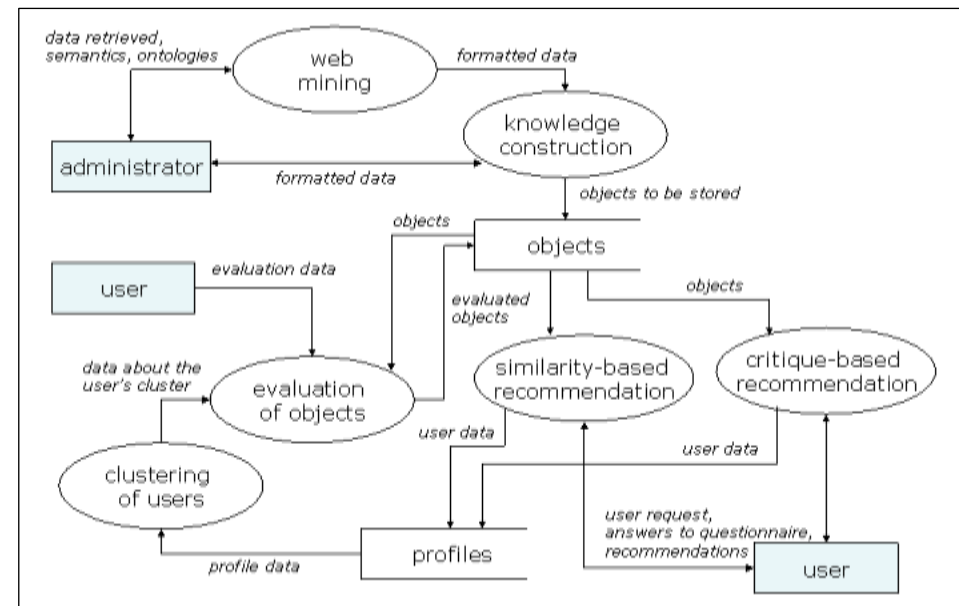 data retrieved,
semantics, ontologies
web
mining
formatted data
knowledge
construction
administrator
formatted data
objects to be stored
objects
objects
user
evaluation data
evaluated
objects
objects
data about the
user's cluster
evaluation
of objects
similarity-based
recommendation
critique-based
recommendation
user data
user data
clustering
of users
user request,
answers to questionnaire,
recommendations
profile data
profiles
user